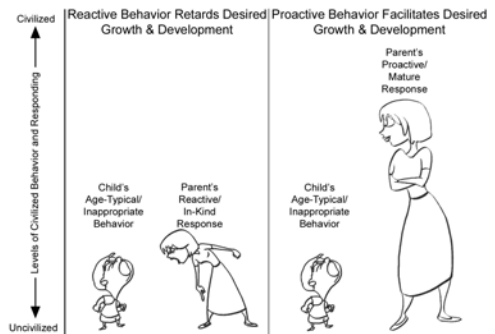 Civilized
Levels of Civilized Behavior and Responding
Uncivilized
Reactive Behavior Retards Desired
Growth & Development
Child's
Age-Typical/
Inappropriate
Behavior
Parent's
Reactive/
In-Kind
Response
Proactive Behavior Facilitates Desired
Growth & Development
Child's
Age-Typical/
Inappropriate
Behavior
Parent's
Proactive/
Mature
Response